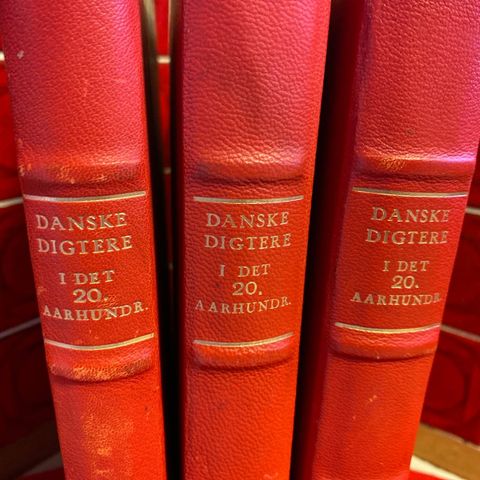 DANSKE
DIGTERE
I DET
20.
AARHUNDR.
DANSKE
DIGTERE
I DET
20.
AARHUNDR.
DANSKE
DIGTERE
I DET
20.
AARHUNDR.